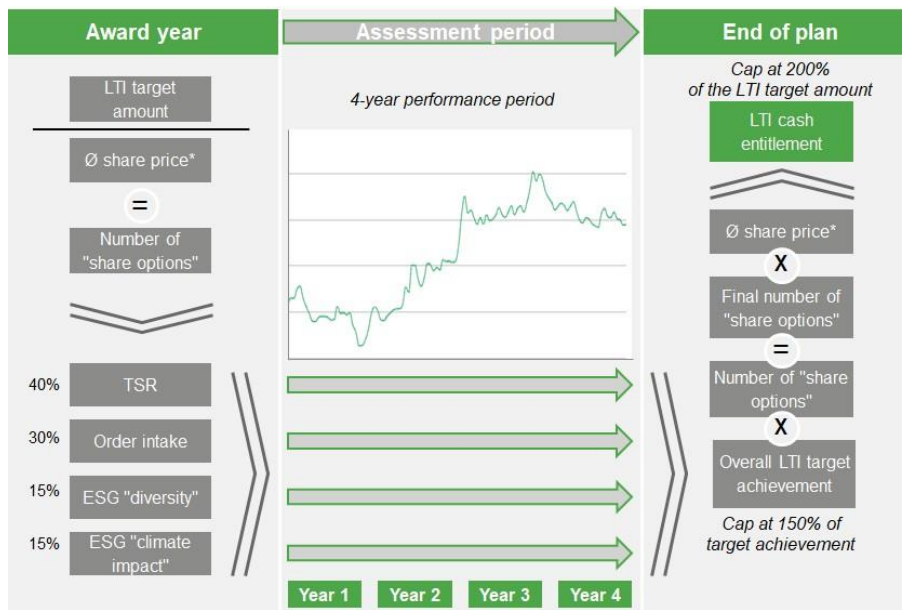 Award year
Assessment period
End of plan
LTI target
amount
Ø share price*
=
Number of
"share options"
40%
TSR
30%
Order intake
15%
ESG "diversity"
15%
ESG "climate
impact"
4-year performance period
Year 1
Year 2
Year 3
Year 4
Cap at 200%
of the LTI target amount
LTI cash
entitlement
Ø share price*
X
Final number of
"share options"
=
Number of "share
options"
X
Overall LTI target
achievement
Cap at 150% of
target achievement